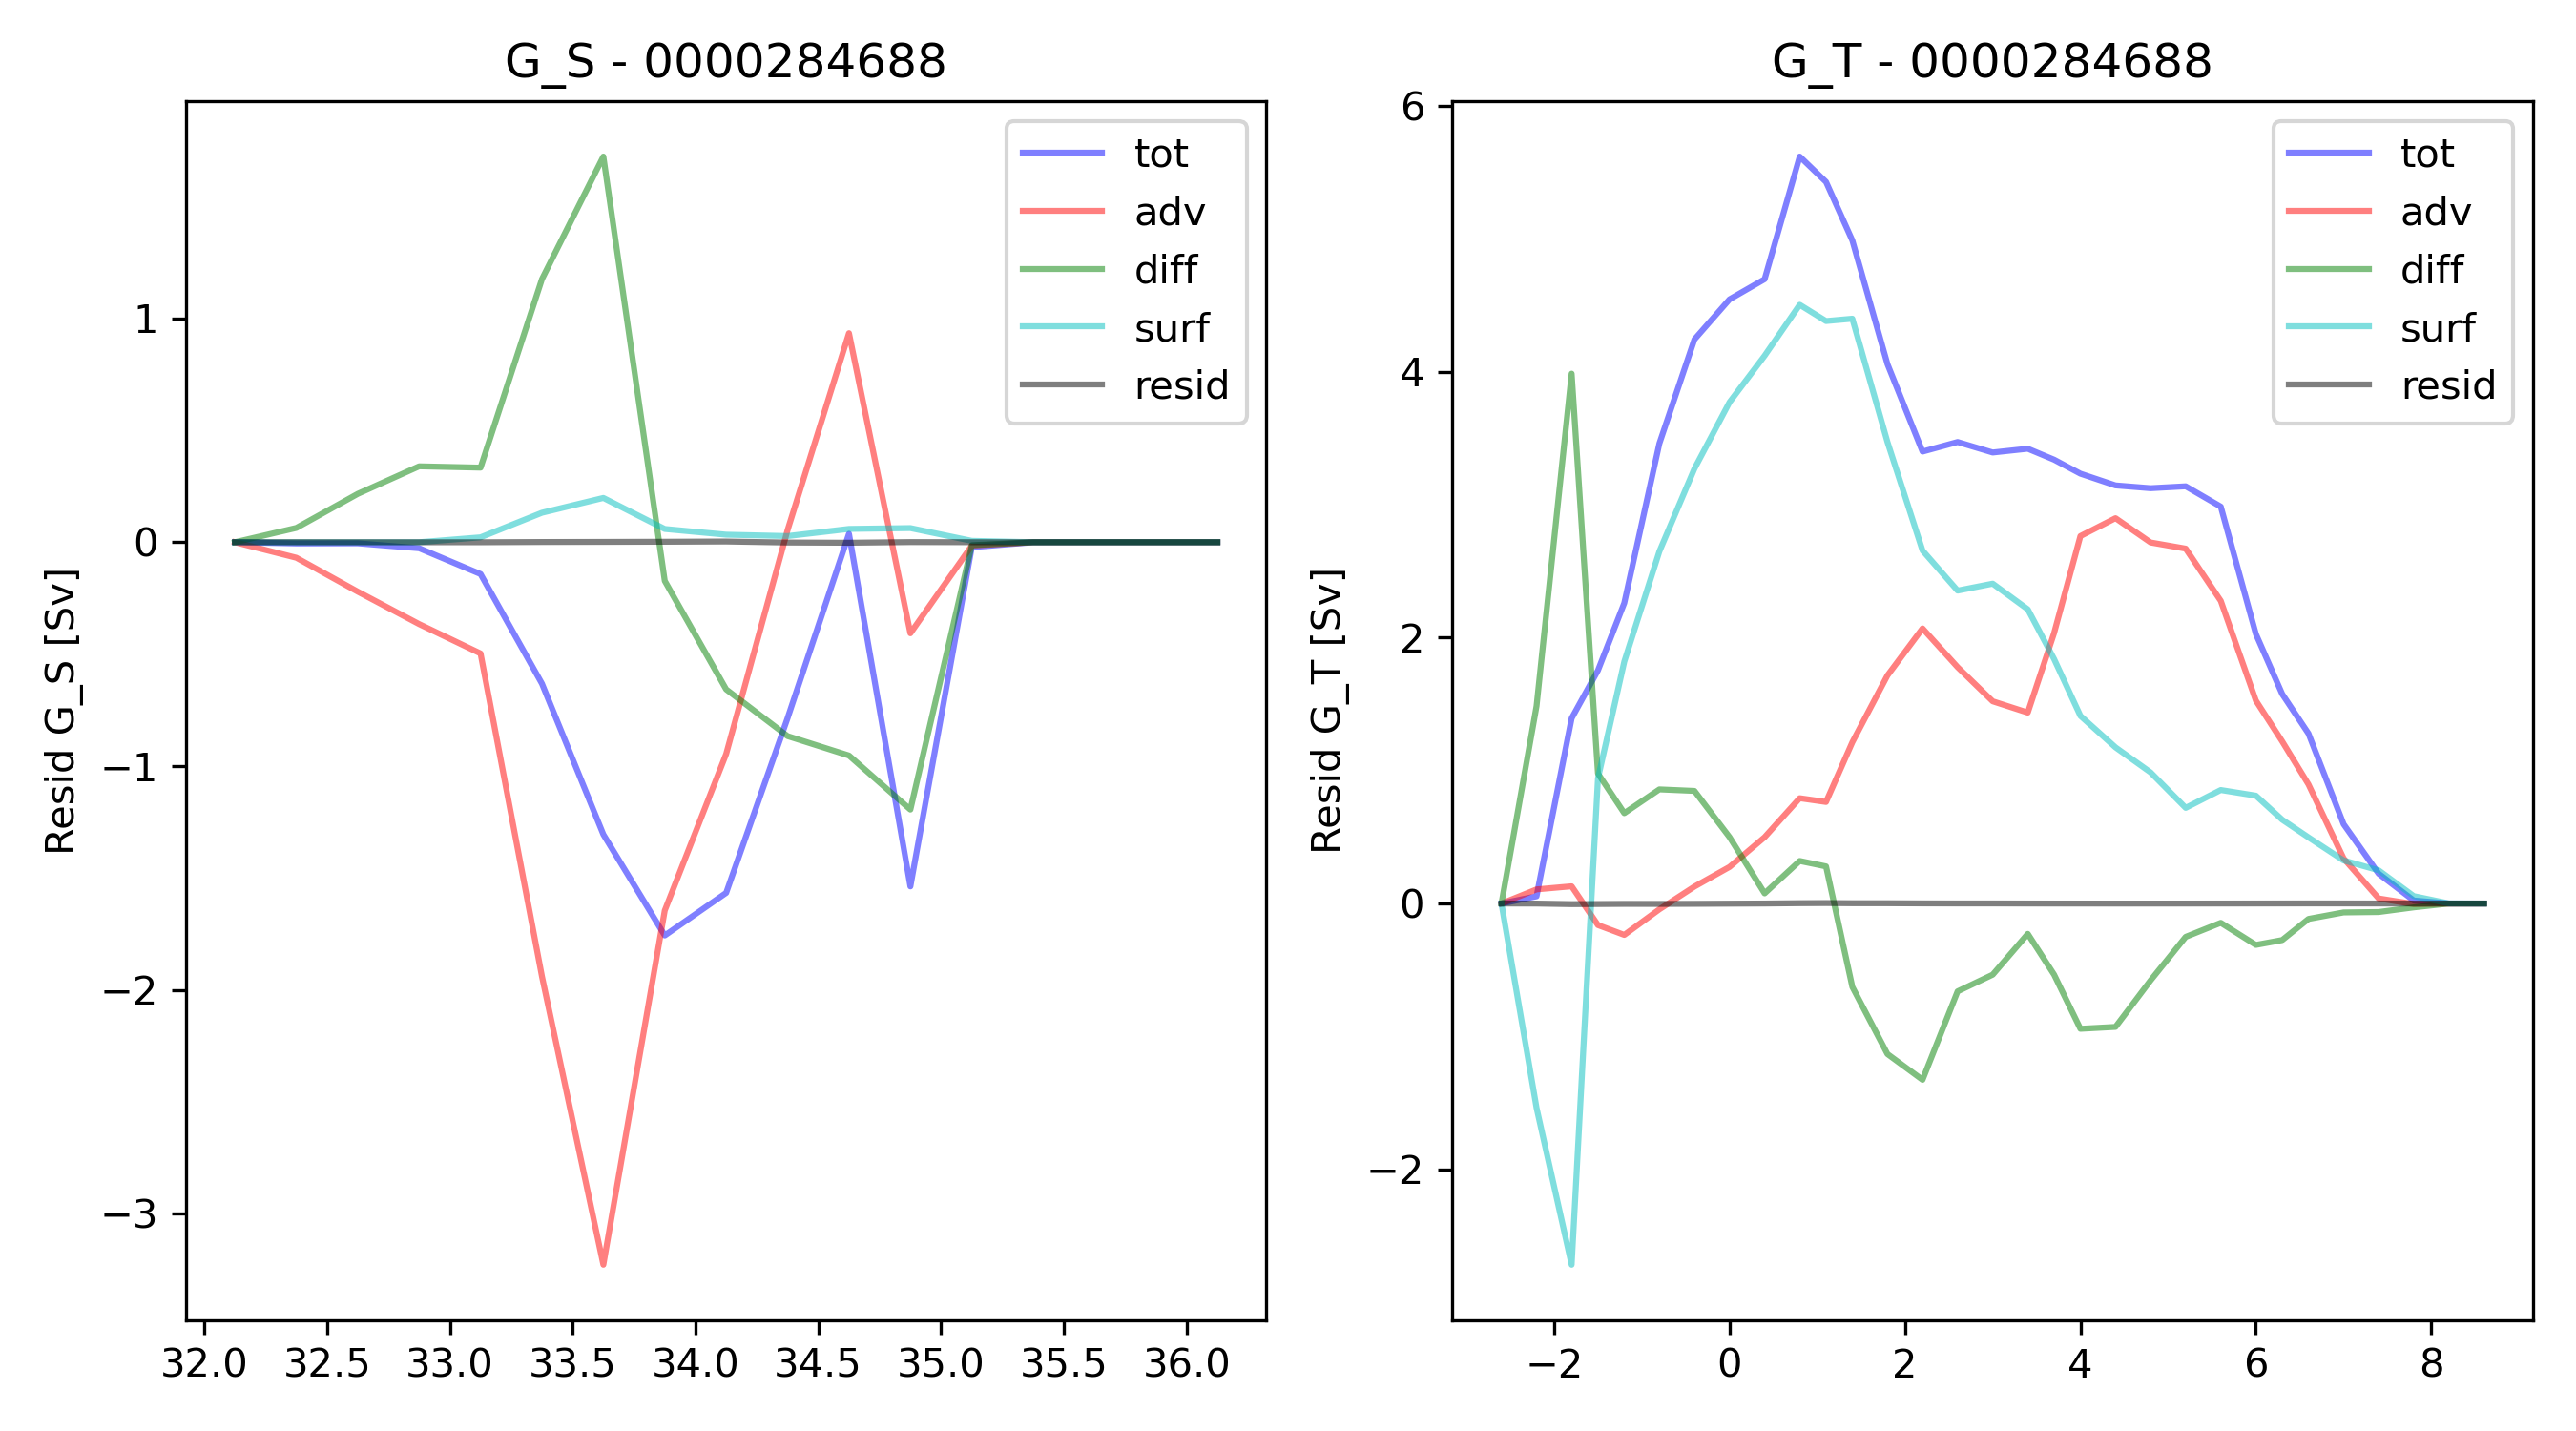 G_S - 0000284688
Resid G_S [Sv]
1
0
−1
−2
−3
32.0 32.5 33.0 33.5 34.0 34.5 35.0 35.5 36.0
tot
adv
diff
surf
resid
G_T - 0000284688
Resid G_T [Sv]
6
4
2
0
−2
−2 0 2 4 6 8
tot
adv
diff
surf
resid